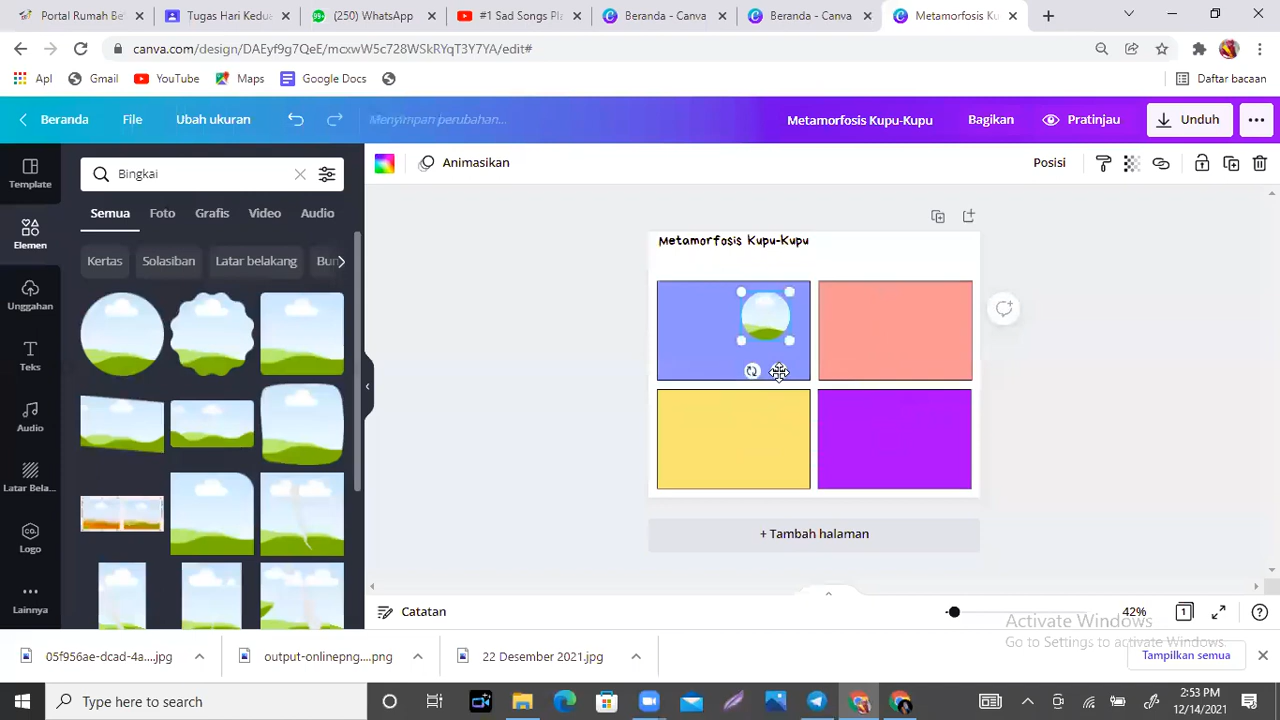 Portal Rumah Be
Tugas Hari Kedua
(250) WhatsApp
#1 Sad Songs Pla
Beranda - Canva
Beranda - Canva
Metamorfosis Ku
canva.com/design/DAEyf9g7QeE/mcxwW5c728WSkRYqT3Y7YA/edit#
Apl
Gmail
YouTube
Maps
Google Docs
Daftar bacaan
Beranda
File
Ubah ukuran
Menyimpan perubahan...
Metamorfosis Kupu-Kupu
Bagikan
Pratinjau
Unduh
Template
Elemen
Unggahan
Teks
Audio
Latar Bela...
Logo
Lainnya
Bingkai
Semua
Foto
Grafis
Video
Audio
Kertas
Solasiban
Latar belakang
Bun
Animasikan
Posisi
Metamorfosis Kupu-Kupu
+ Tambah halaman
Catatan
42%
1
Activate Windows
Go to Settings to activate Windows.
05f956ae-dcad-4a....jpg
output-onlinepng....png
22 Desember 2021.jpg
Tampilkan semua
Type here to search
2:53 PM
12/14/2021